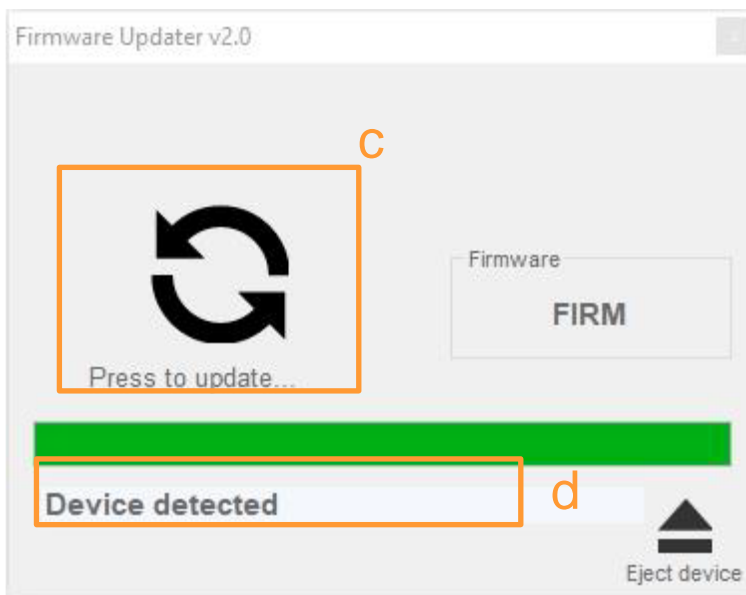 Firmware Updater v2.0
c
Firmware
FIRM
Press to update...
Device detected
d
Eject device